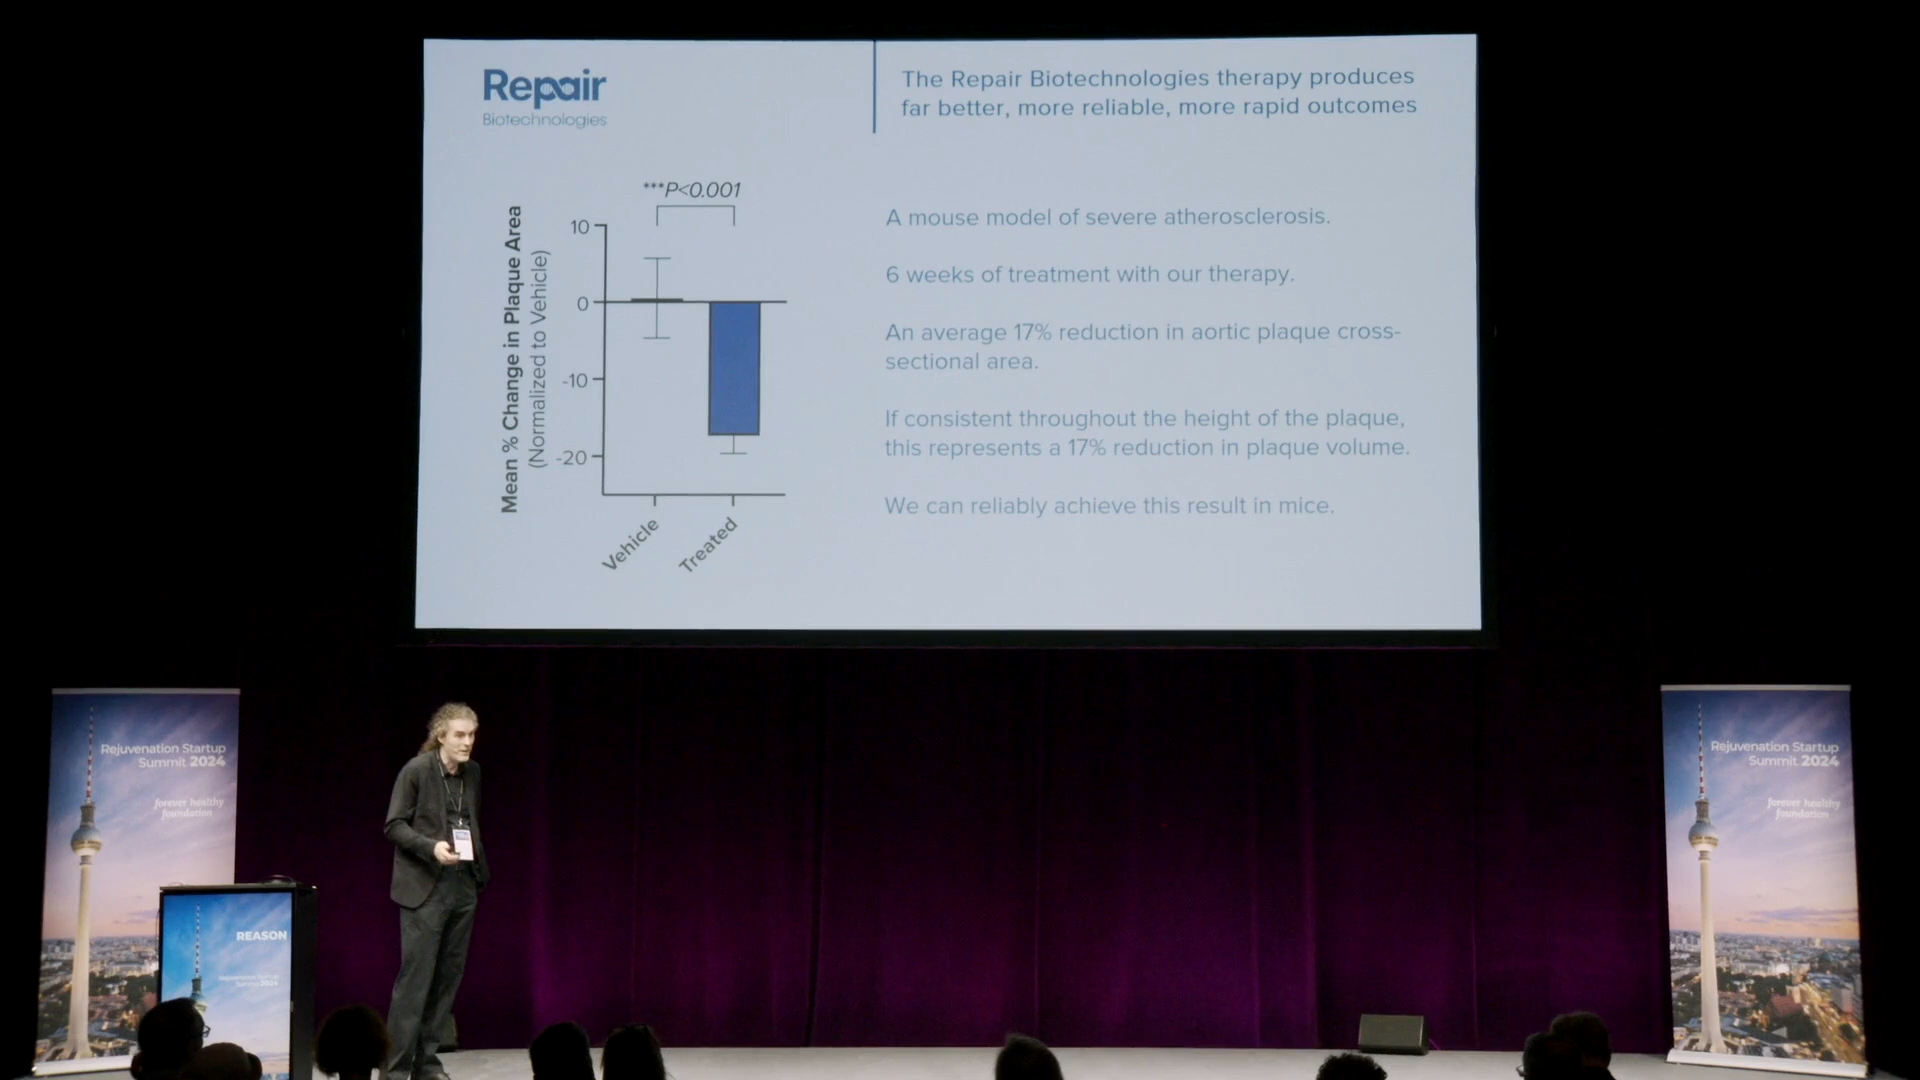 Repair
Biotechnologies
The Repair Biotechnologies therapy produces
far better, more reliable, more rapid outcomes
***P<0.001
Mean % Change in Plaque Area
(Normalized to Vehicle)
10
0
-10
-20
Vehicle
Treated
A mouse model of severe atherosclerosis.
6 weeks of treatment with our therapy.
An average 17% reduction in aortic plaque cross-
sectional area.
If consistent throughout the height of the plaque,
this represents a 17% reduction in plaque volume.
We can reliably achieve this result in mice.
Rejuvenation Startup
Summit 2024
forever healthy
foundation
REASON
Rejuvenation Startup
Summit 2024
Rejuvenation Startup
Summit 2024
forever healthy
foundation